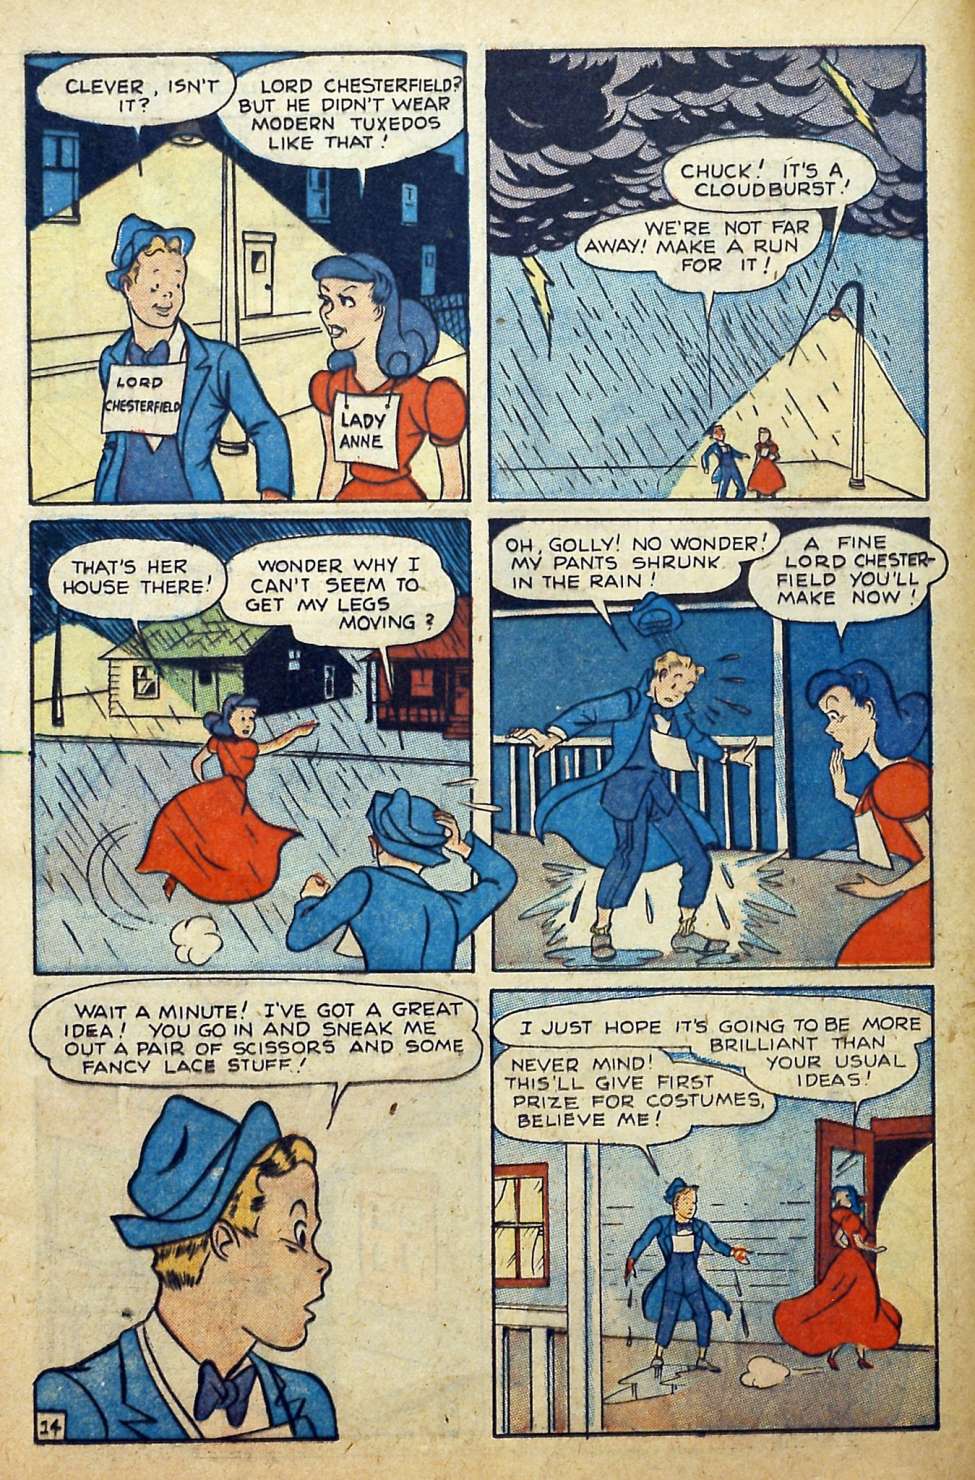 CLEVER, ISN'T
IT?
LORD CHESTERFIELD?
BUT HE DIDN'T WEAR
MODERN TUXEDOS
LIKE THAT!
LORD
CHESTERFIELD
LADY
ANNE
CHUCK! IT'S A
CLOUDBURST!
WE'RE NOT FAR
AWAY! MAKE A RUN
FOR IT!
THAT'S HER
HOUSE THERE!
WONDER WHY I
CAN'T SEEM TO
GET MY LEGS
MOVING?
OH, GOLLY! NO WONDER!
MY PANTS SHRUNK
IN THE RAIN!
A FINE
LORD CHESTER-
FIELD YOU'LL
MAKE NOW!
WAIT A MINUTE! I'VE GOT A GREAT
IDEA! YOU GO IN AND SNEAK ME
OUT A PAIR OF SCISSORS AND SOME
FANCY LACE STUFF!
14
I JUST HOPE IT'S GOING TO BE MORE
BRILLIANT THAN
YOUR USUAL
IDEAS!
NEVER MIND!
THIS'LL GIVE FIRST
PRIZE FOR COSTUMES,
BELIEVE ME!